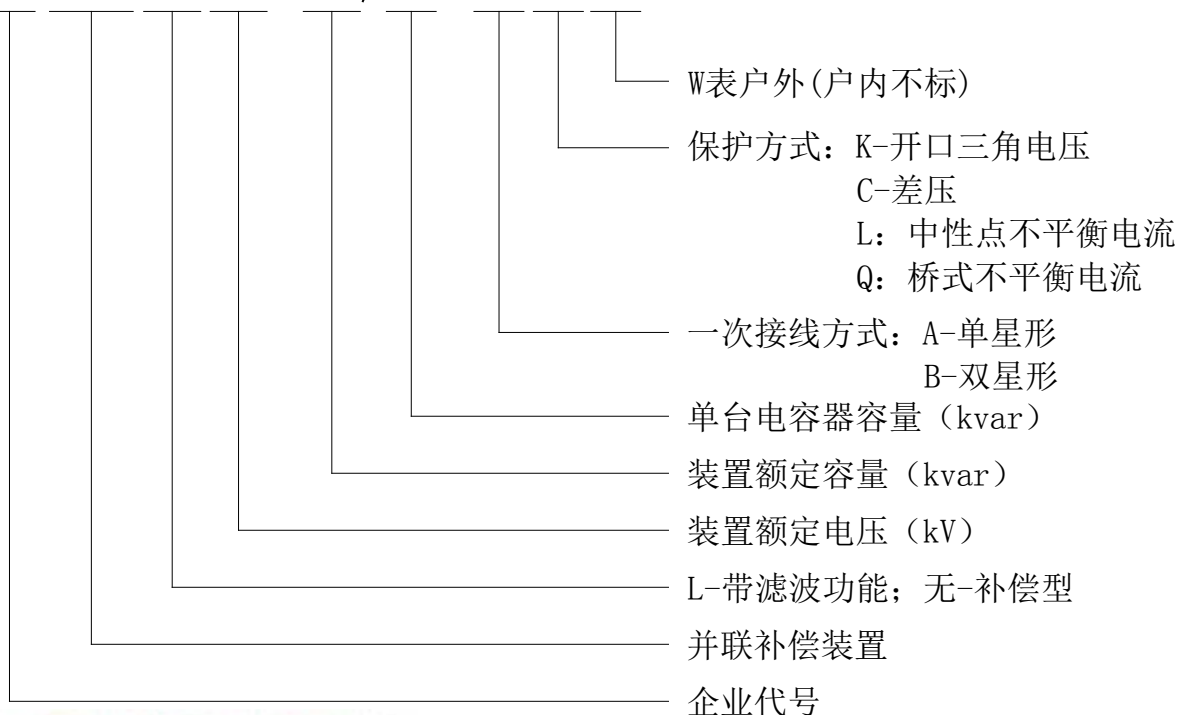 W表户外(户内不标)
保护方式：K-开口三角电压
C-差压
L：中性点不平衡电流
Q：桥式不平衡电流
一次接线方式：A-单星形
B-双星形
单台电容器容量（kvar）
装置额定容量（kvar）
装置额定电压（kV）
L-带滤波功能；无-补偿型
并联补偿装置
企业代号